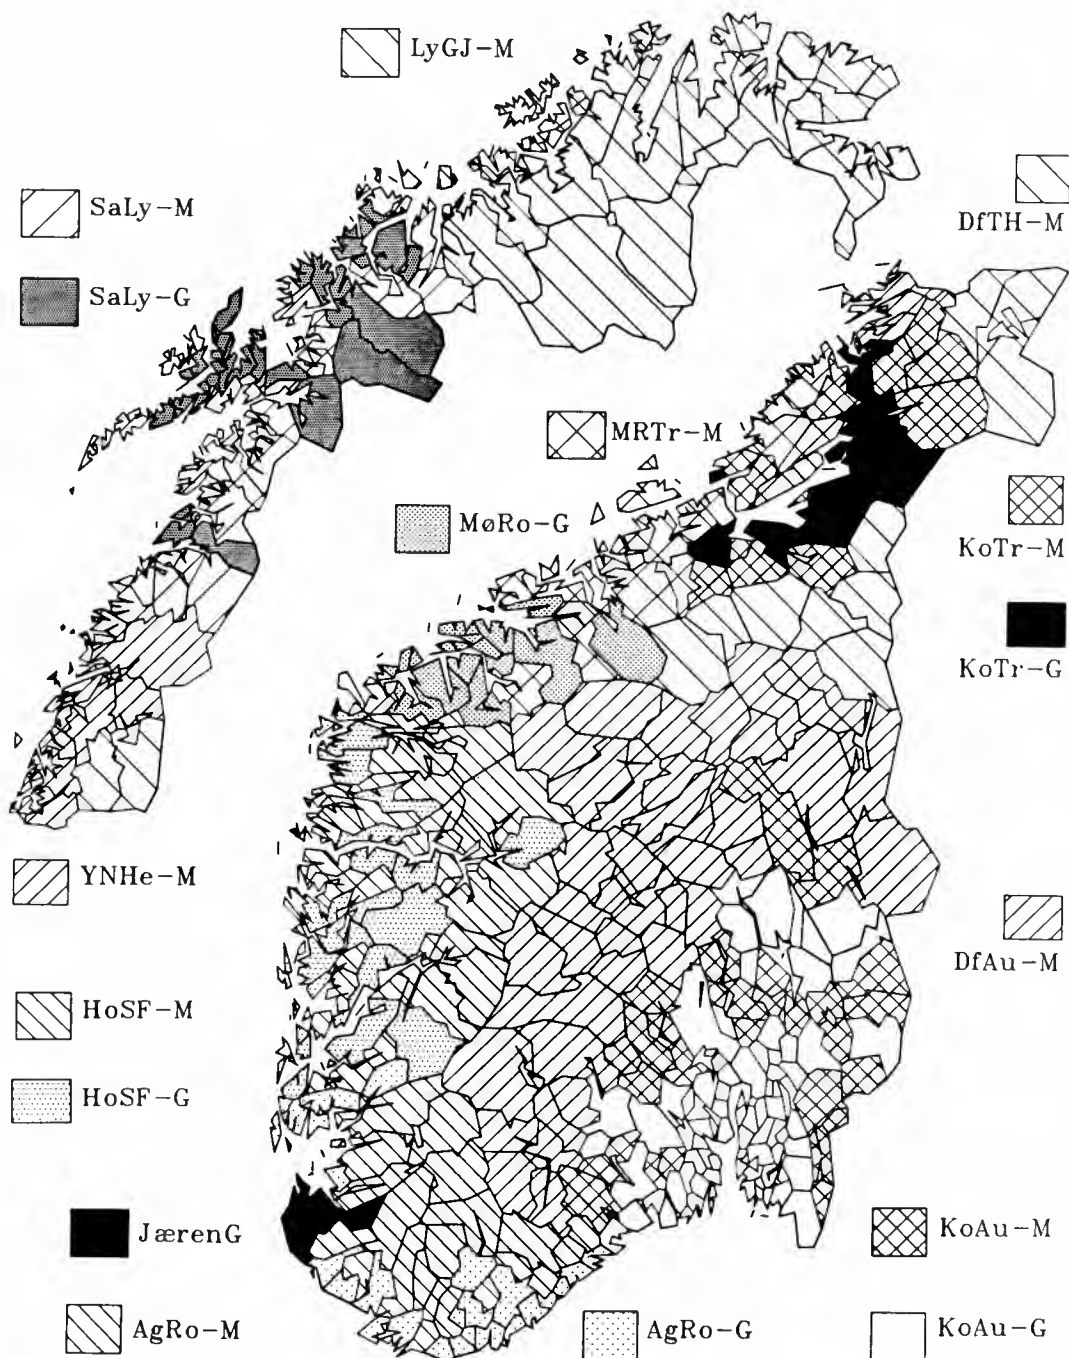 LyGJ-M
SaLy-M
DfTH-M
SaLy-G
MRTr-M
MøRo-G
KoTr-M
KoTr-G
YNHe-M
DfAu-M
HoSF-M
HoSF-G
JærenG
KoAu-M
AgRo-M
AgRo-G
KoAu-G